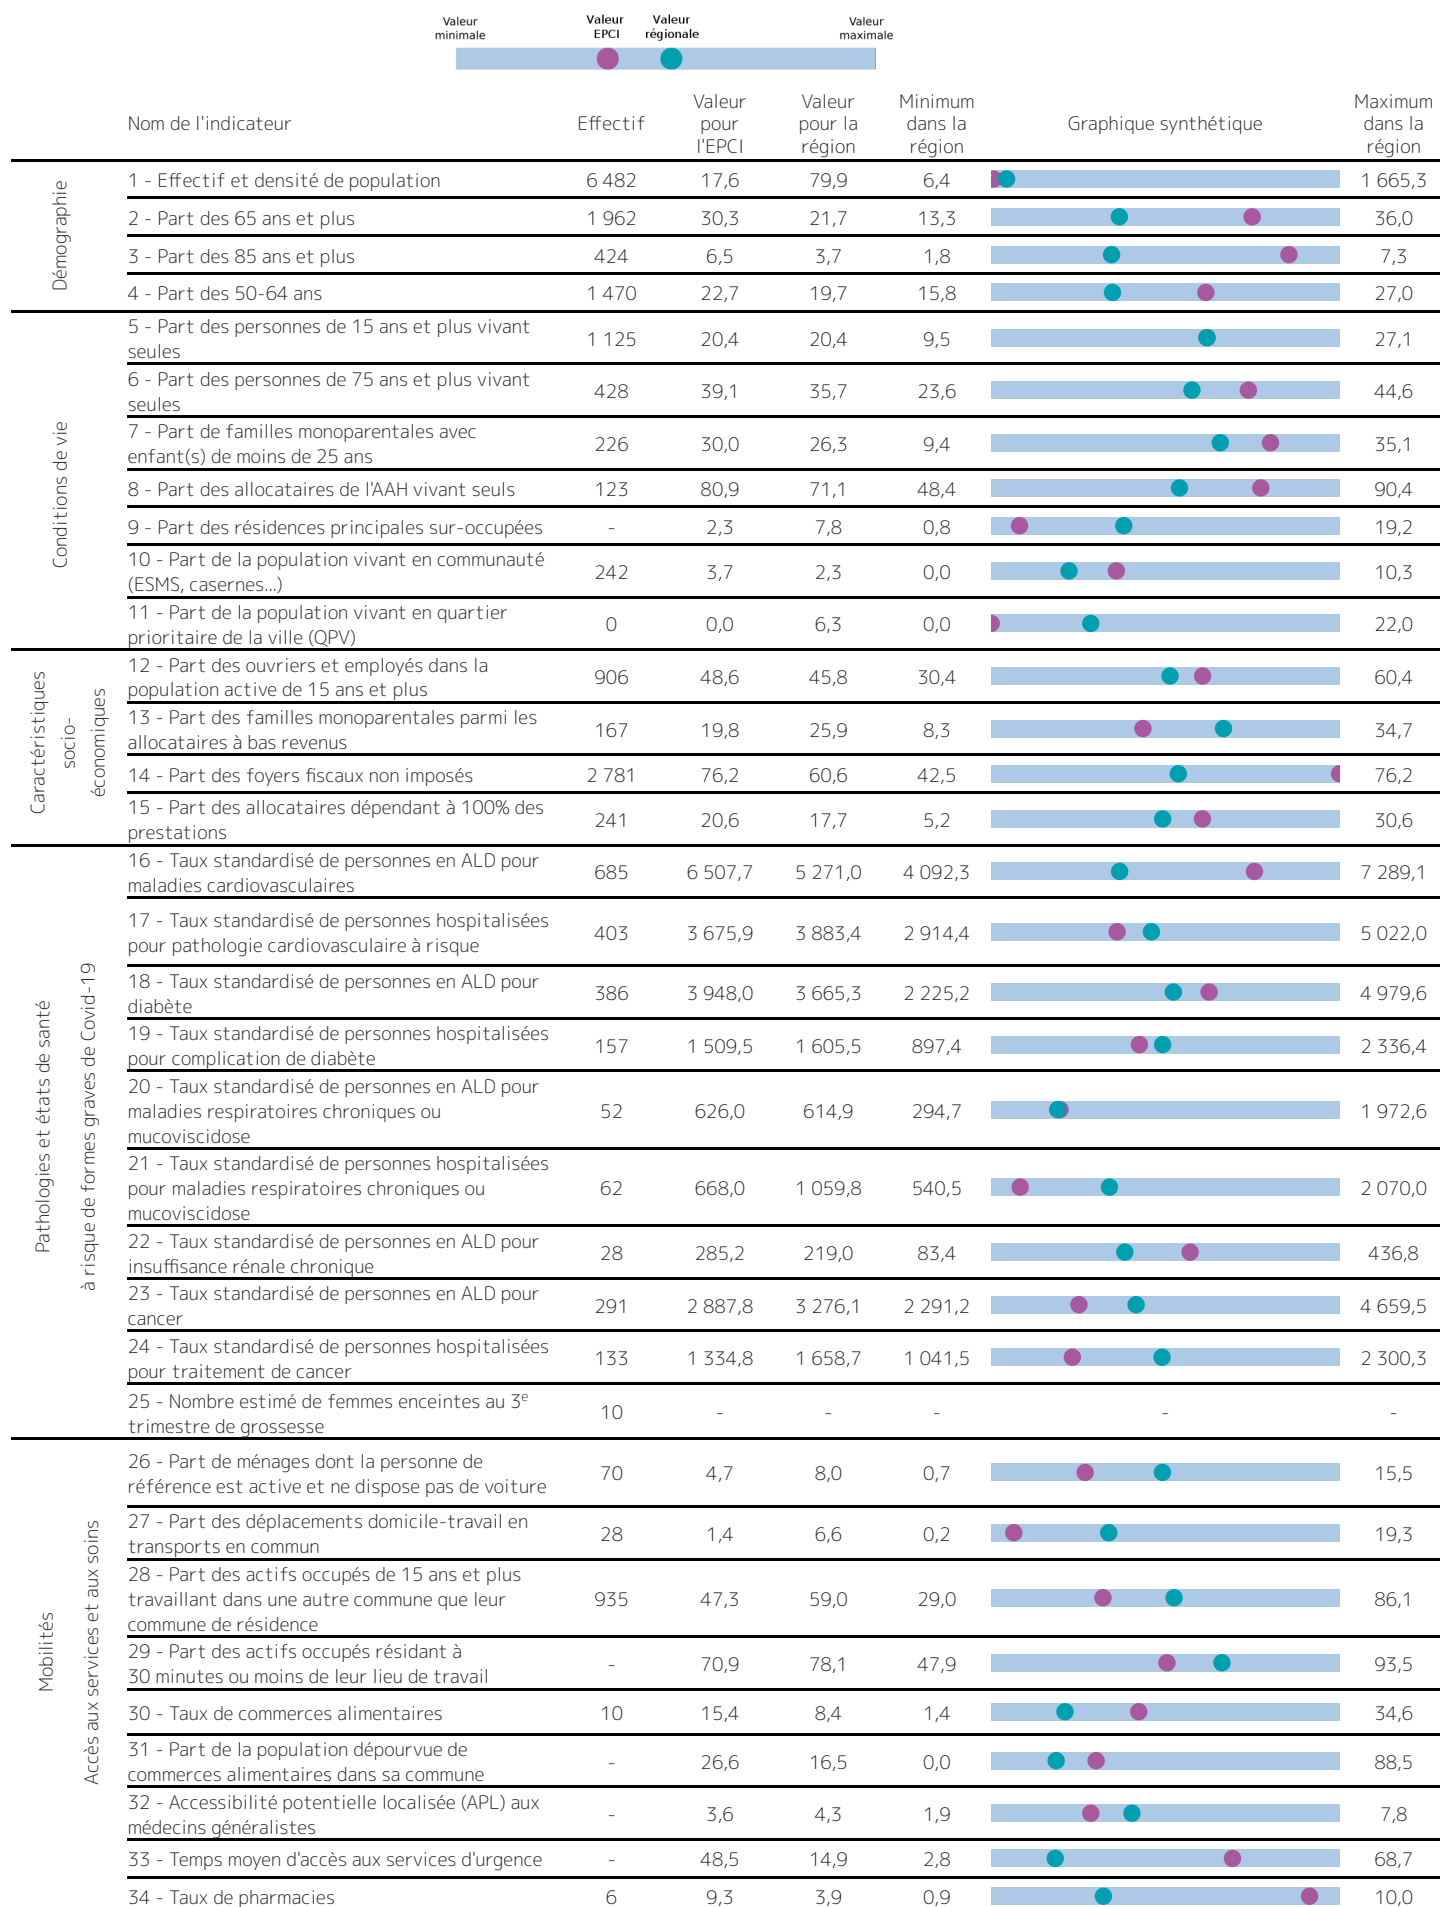 Valeur minimale
Valeur EPCI
Valeur régionale
Valeur maximale
Nom de l'indicateur
Effectif
Valeur pour l'EPCI
Valeur pour la région
Minimum dans la région
Graphique synthétique
Maximum dans la région
Démographie
1 - Effectif et densité de population 6 482 17,6 79,9 6,4 1 665,3
2 - Part des 65 ans et plus 1 962 30,3 21,7 13,3 36,0
3 - Part des 85 ans et plus 424 6,5 3,7 1,8 7,3
4 - Part des 50-64 ans 1 470 22,7 19,7 15,8 27,0
Conditions de vie
5 - Part des personnes de 15 ans et plus vivant
seules 1 125 20,4 20,4 9,5 27,1
6 - Part des personnes de 75 ans et plus vivant
seules 428 39,1 35,7 23,6 44,6
7 - Part de familles monoparentales avec
enfant(s) de moins de 25 ans 226 30,0 26,3 9,4 35,1
8 - Part des allocataires de l'AAH vivant seuls 123 80,9 71,1 48,4 90,4
9 - Part des résidences principales sur-occupées - 2,3 7,8 0,8 19,2
10 - Part de la population vivant en communauté
(ESMS, casernes...) 242 3,7 2,3 0,0 10,3
11 - Part de la population vivant en quartier
prioritaire de la ville (QPV) 0 0,0 6,3 0,0 22,0
Caractéristiques
socio-
économiques
12 - Part des ouvriers et employés dans la
population active de 15 ans et plus 906 48,6 45,8 30,4 60,4
13 - Part des familles monoparentales parmi les
allocataires à bas revenus 167 19,8 25,9 8,3 34,7
14 - Part des foyers fiscaux non imposés 2 781 76,2 60,6 42,5 76,2
15 - Part des allocataires dépendant à 100% des
prestations 241 20,6 17,7 5,2 30,6
Pathologies et états de santé
à risque de formes graves de Covid-19
16 - Taux standardisé de personnes en ALD pour
maladies cardiovasculaires 685 6 507,7 5 271,0 4 092,3 7 289,1
17 - Taux standardisé de personnes hospitalisées
pour pathologie cardiovasculaire à risque 403 3 675,9 3 883,4 2 914,4 5 022,0
18 - Taux standardisé de personnes en ALD pour
diabète 386 3 948,0 3 665,3 2 225,2 4 979,6
19 - Taux standardisé de personnes hospitalisées
pour complication de diabète 157 1 509,5 1 605,5 897,4 2 336,4
20 - Taux standardisé de personnes en ALD pour
maladies respiratoires chroniques ou
mucoviscidose 52 626,0 614,9 294,7 1 972,6
21 - Taux standardisé de personnes hospitalisées
pour maladies respiratoires chroniques ou
mucoviscidose 62 668,0 1 059,8 540,5 2 070,0
22 - Taux standardisé de personnes en ALD pour
insuffisance rénale chronique 28 285,2 219,0 83,4 436,8
23 - Taux standardisé de personnes en ALD pour
cancer 291 2 887,8 3 276,1 2 291,2 4 659,5
24 - Taux standardisé de personnes hospitalisées
pour traitement de cancer 133 1 334,8 1 658,7 1 041,5 2 300,3
25 - Nombre estimé de femmes enceintes au 3e
trimestre de grossesse 10 - - - - -
Mobilités
Accès aux services et aux soins
26 - Part de ménages dont la personne de
référence est active et ne dispose pas de voiture 70 4,7 8,0 0,7 15,5
27 - Part des déplacements domicile-travail en
transports en commun 28 1,4 6,6 0,2 19,3
28 - Part des actifs occupés de 15 ans et plus
travaillant dans une autre commune que leur
commune de résidence 935 47,3 59,0 29,0 86,1
29 - Part des actifs occupés résidant à
30 minutes ou moins de leur lieu de travail - 70,9 78,1 47,9 93,5
30 - Taux de commerces alimentaires 10 15,4 8,4 1,4 34,6
31 - Part de la population dépourvue de
commerces alimentaires dans sa commune - 26,6 16,5 0,0 88,5
32 - Accessibilité potentielle localisée (APL) aux
médecins généralistes - 3,6 4,3 1,9 7,8
33 - Temps moyen d'accès aux services d'urgence - 48,5 14,9 2,8 68,7
34 - Taux de pharmacies 6 9,3 3,9 0,9 10,0